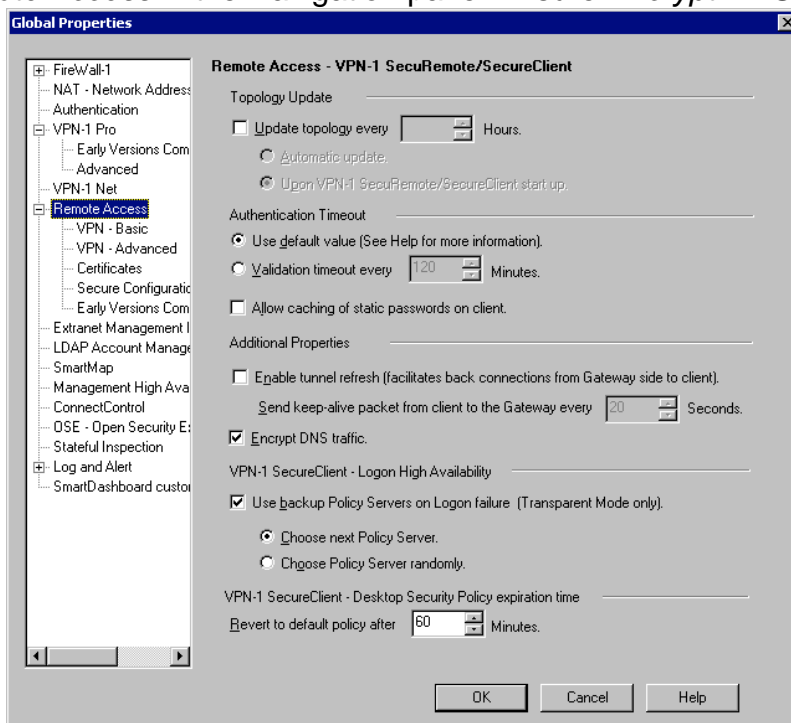 Global Properties
FireWall-1
NAT - Network Address
Authentication
VPN-1 Pro
Early Versions Com
Advanced
VPN-1 Net
Remote Access
VPN - Basic
VPN - Advanced
Certificates
Secure Configuratic
Early Versions Com
Extranet Management I
LDAP Account Manage
SmartMap
Management High Ava
ConnectControl
OSE - Open Security E
Stateful Inspection
Log and Alert
SmartDashboard custor
Remote Access - VPN-1 SecuRemote/SecureClient
Topology Update
Update topology every Hours.
Automatic update.
Upon VPN-1 SecuRemote/SecureClient start up.
Authentication Timeout
Use default value (See Help for more information).
Validation timeout every 120 Minutes.
Allow caching of static passwords on client.
Additional Properties
Enable tunnel refresh (facilitates back connections from Gateway side to client).
Send keep-alive packet from client to the Gateway every 20 Seconds.
Encrypt DNS traffic.
VPN-1 SecureClient - Logon High Availability
Use backup Policy Servers on Logon failure (Transparent Mode only).
Choose next Policy Server.
Choose Policy Server randomly.
VPN-1 SecureClient - Desktop Security Policy expiration time
Revert to default policy after 60 Minutes.
OK Cancel Help